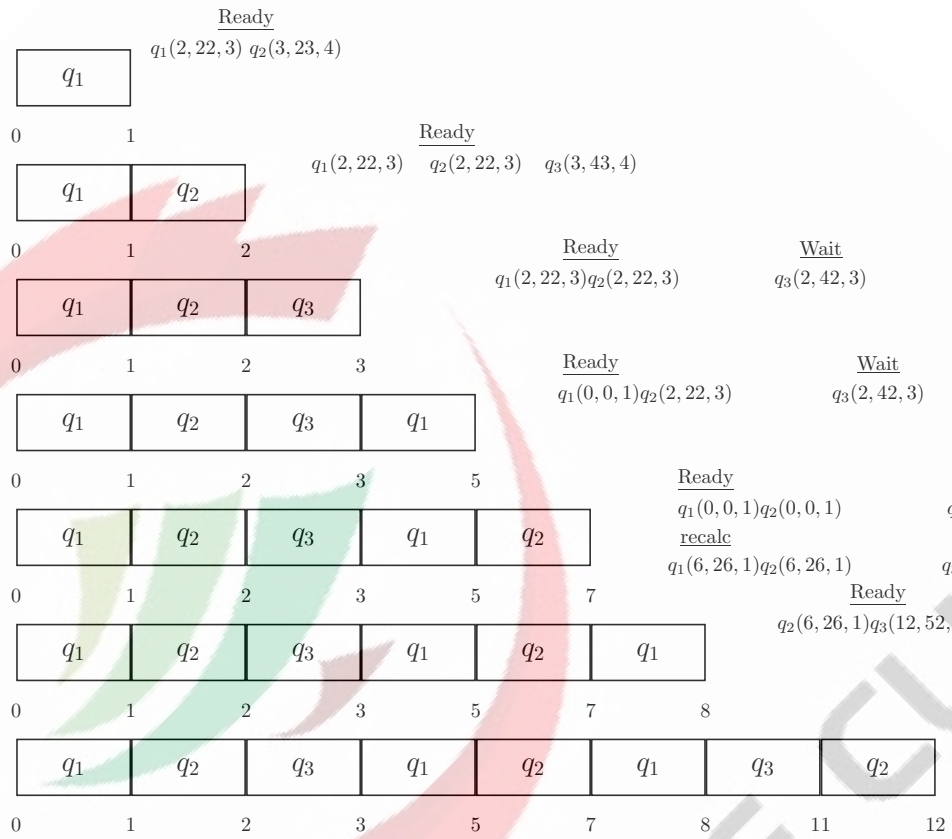 Ready
q₁(2, 22, 3) q₂(3, 23, 4)
q₁
0 1
Ready
q₁(2, 22, 3) q₂(2, 22, 3) q₃(3, 43, 4)
q₁ q₂
0 1 2
Ready Wait
q₁(2, 22, 3)q₂(2, 22, 3) q₃(2, 42, 3)
q₁ q₂ q₃
0 1 2 3
Ready Wait
q₁(0, 0, 1)q₂(2, 22, 3) q₃(2, 42, 3)
q₁ q₂ q₃ q₁
0 1 2 3 5
Ready
q₁(0, 0, 1)q₂(0, 0, 1)
q₁ q₂ q₃ q₁ q₂
recalc
q₁(6, 26, 1)q₂(6, 26, 1)
0 1 2 3 5 7
Ready
q₂(6, 26, 1)q₃(12, 52,
q₁ q₂ q₃ q₁ q₂ q₁
0 1 2 3 5 7 8
q₁ q₂ q₃ q₁ q₂ q₁ q₃ q₂
0 1 2 3 5 7 8 11 12